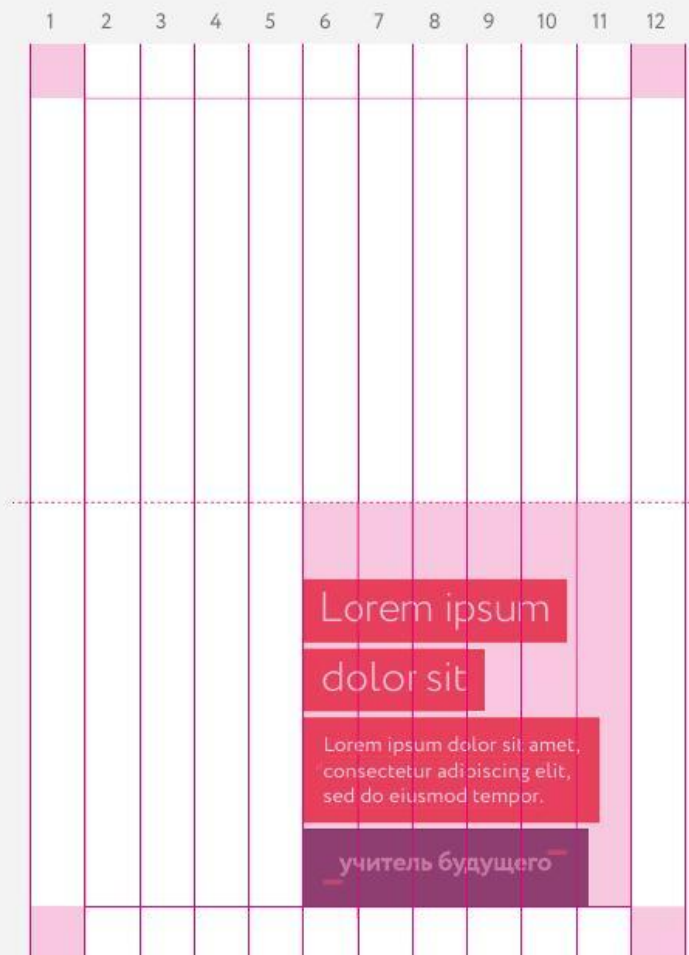 1 2 3 4 5 6 7 8 9 10 11 12
Lorem ipsum
dolor sit
Lorem ipsum dolor sit amet,
consectetur adipiscing elit,
sed do eiusmod tempor.
_учитель будущего‾